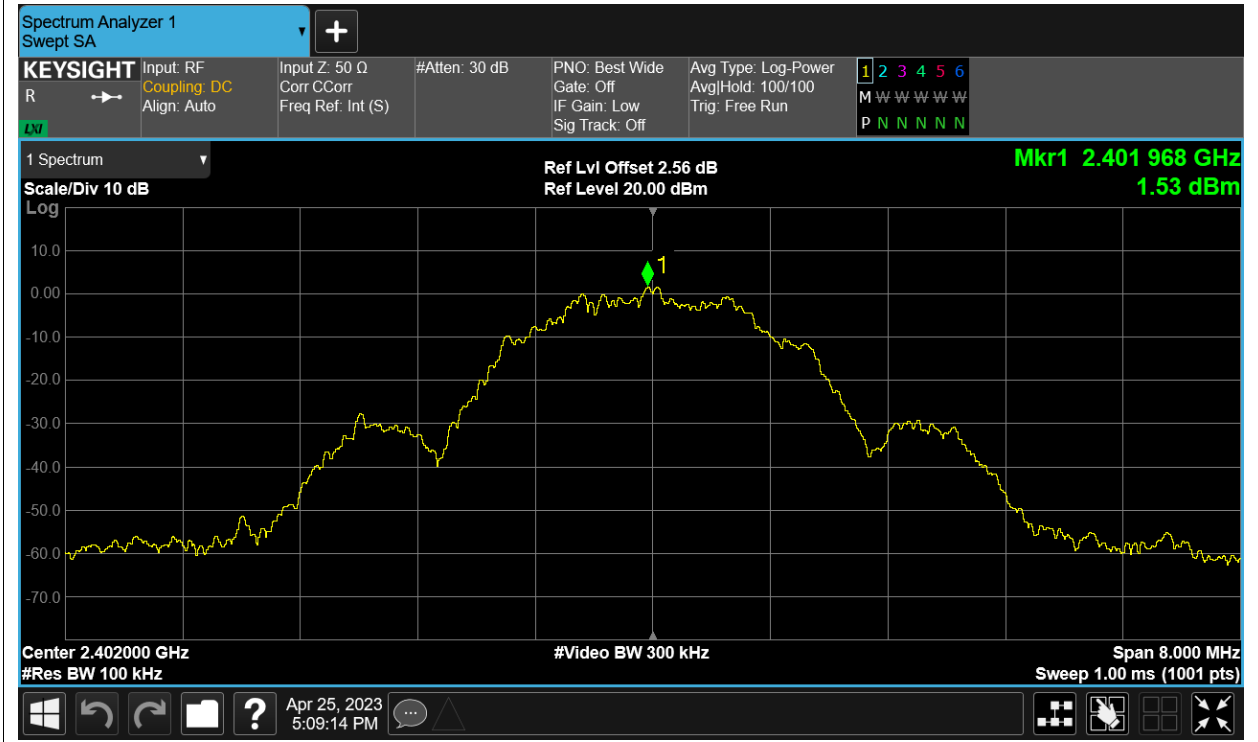 Spectrum Analyzer 1
Swept SA
+
KEYSIGHT
R
LXI
Input: RF
Coupling: DC
Align: Auto
Input Z: 50 Ω
Corr CCorr
Freq Ref: Int (S)
#Atten: 30 dB
PNO: Best Wide
Gate: Off
IF Gain: Low
Sig Track: Off
Avg Type: Log-Power
Avg|Hold: 100/100
Trig: Free Run
1 2 3 4 5 6
M W W W W W
P N N N N N
1 Spectrum
Scale/Div 10 dB
Log
Ref Lvl Offset 2.56 dB
Ref Level 20.00 dBm
Mkr1 2.401 968 GHz
1.53 dBm
10.0
0.00
-10.0
-20.0
-30.0
-40.0
-50.0
-60.0
-70.0
1
Center 2.402000 GHz
#Res BW 100 kHz
#Video BW 300 kHz
Span 8.000 MHz
Sweep 1.00 ms (1001 pts)
?
Apr 25, 2023
5:09:14 PM